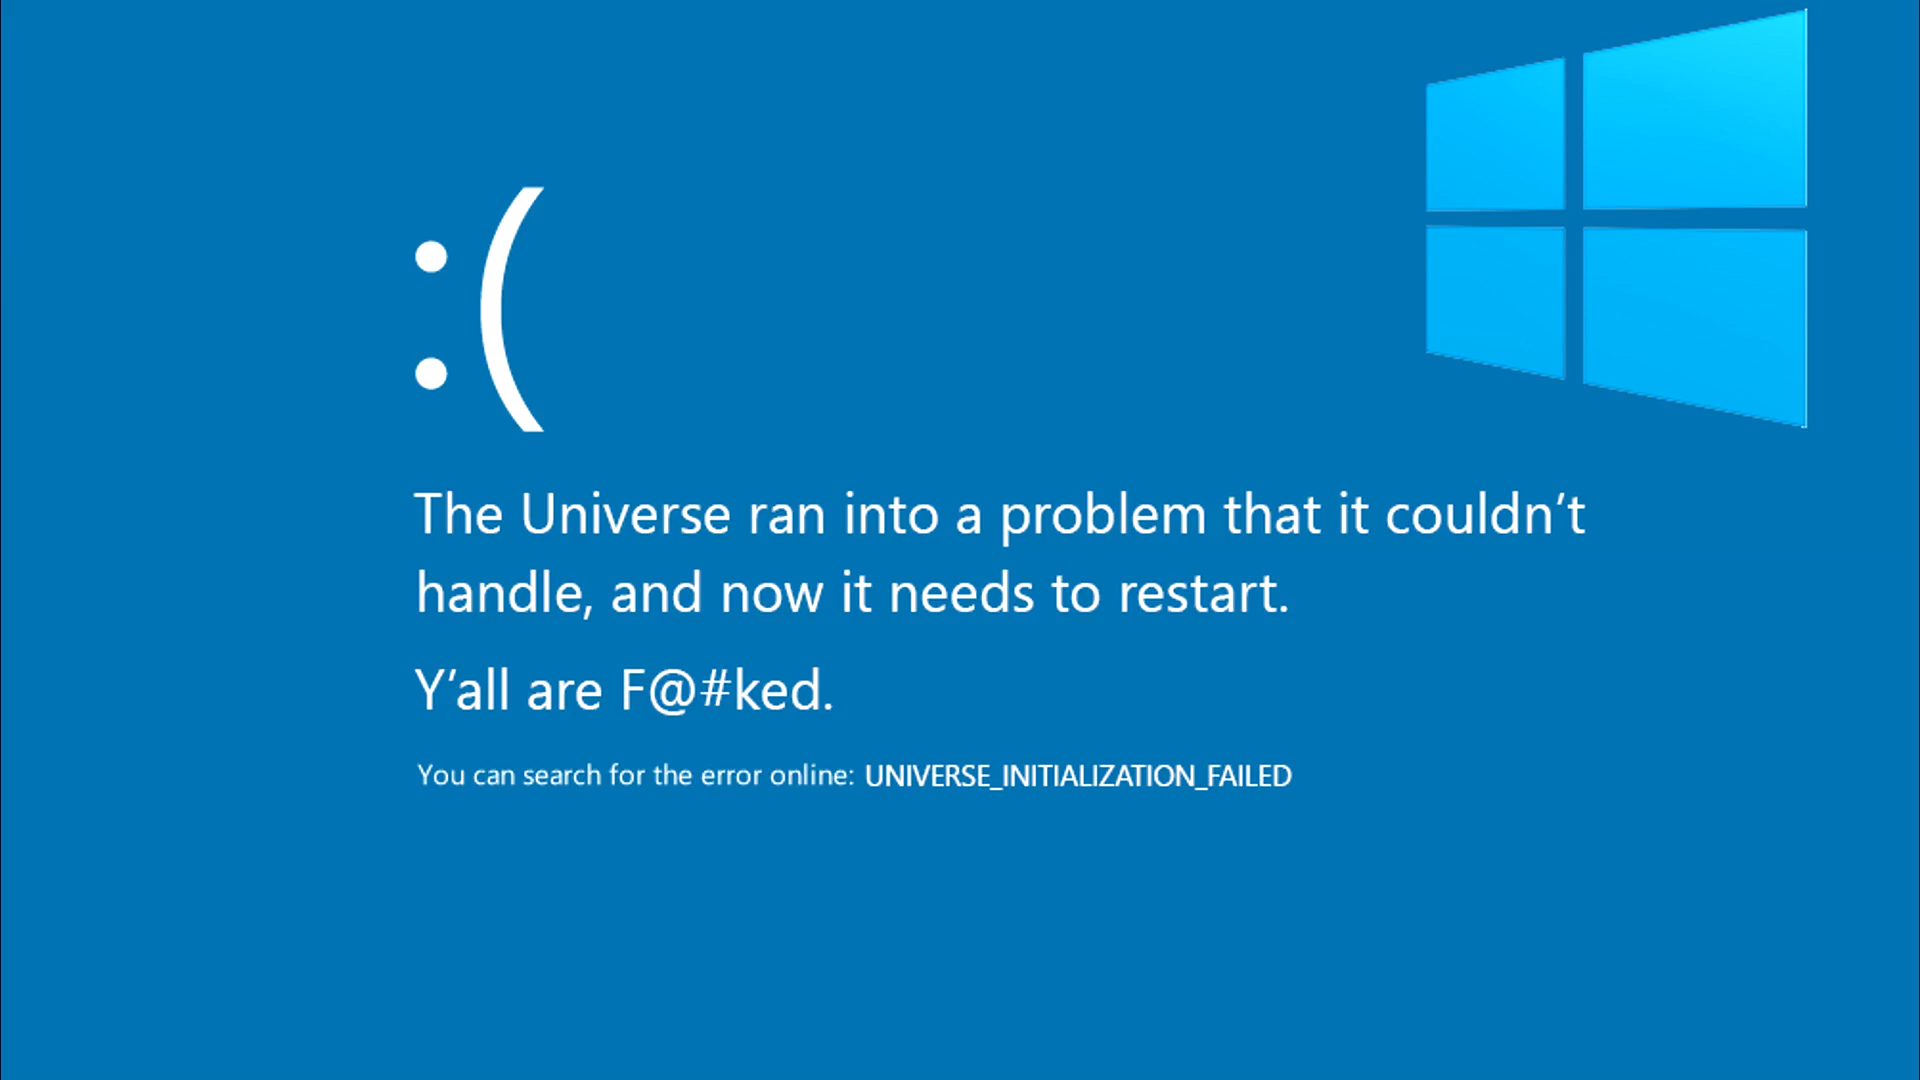 :(
The Universe ran into a problem that it couldn’t
handle, and now it needs to restart.
Y‘all are F@#ked.
You can search for the error online: UNIVERSE_INITIALIZATION_FAILED